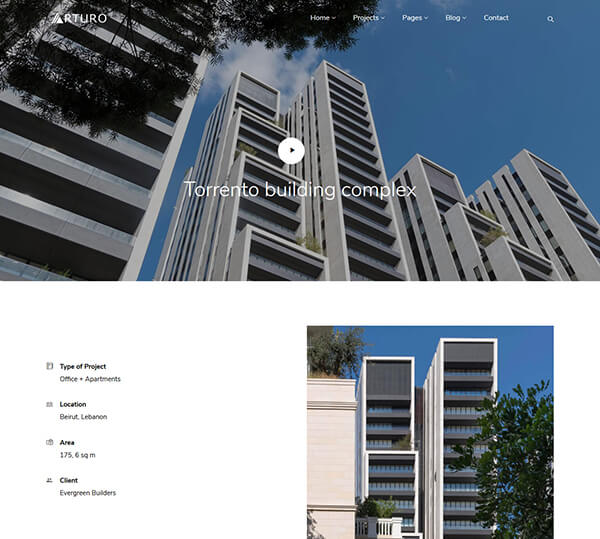 ARTURO
Home Projects Pages Blog Contact
Torrento building complex
Type of Project
Office + Apartments
Location
Beirut, Lebanon
Area
175, 6 sq m
Client
Evergreen Builders